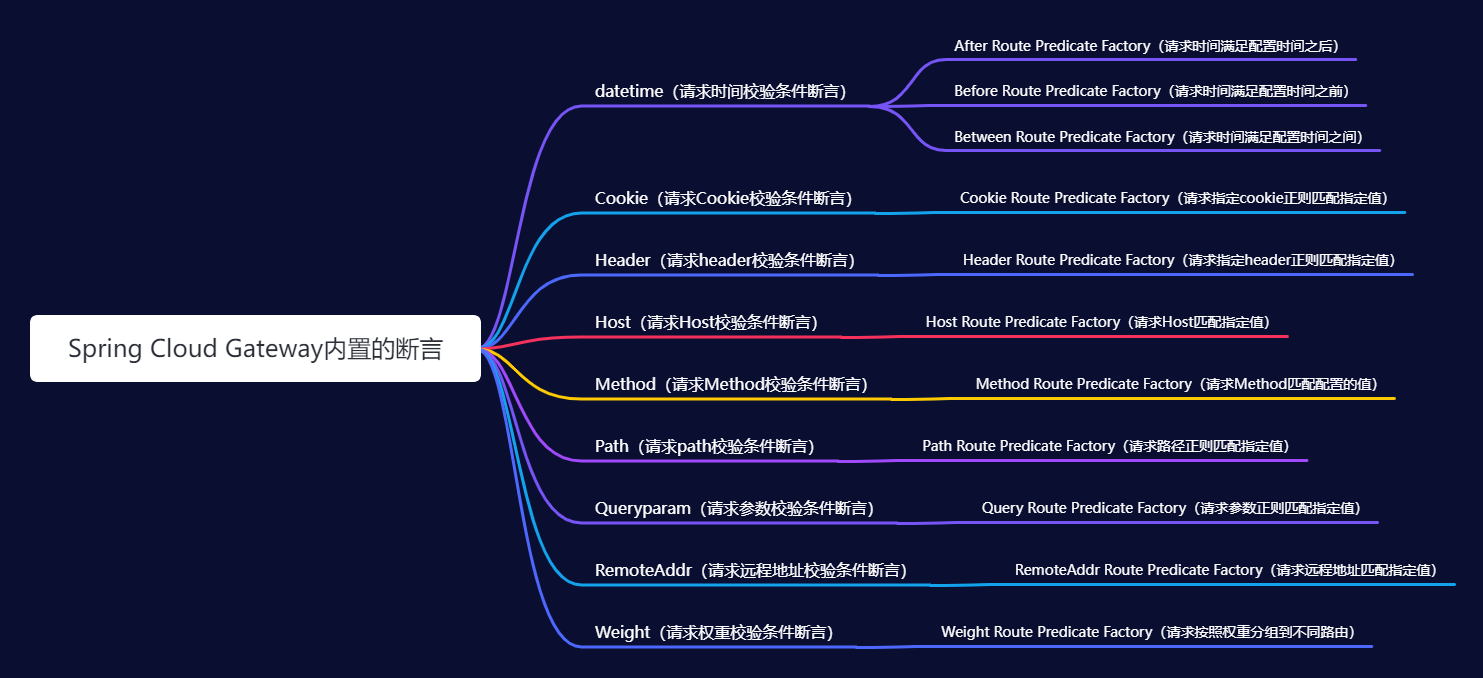 Spring Cloud Gateway内置的断言
datetime（请求时间校验条件断言）
After Route Predicate Factory（请求时间满足配置时间之后）
Before Route Predicate Factory（请求时间满足配置时间之前）
Between Route Predicate Factory（请求时间满足配置时间之间）
Cookie（请求Cookie校验条件断言）
Cookie Route Predicate Factory（请求指定cookie正则匹配指定值）
Header（请求header校验条件断言）
Header Route Predicate Factory（请求指定header正则匹配指定值）
Host（请求Host校验条件断言）
Host Route Predicate Factory（请求Host匹配指定值）
Method（请求Method校验条件断言）
Method Route Predicate Factory（请求Method匹配配置的值）
Path（请求path校验条件断言）
Path Route Predicate Factory（请求路径正则匹配指定值）
Queryparam（请求参数校验条件断言）
Query Route Predicate Factory（请求参数正则匹配指定值）
RemoteAddr（请求远程地址校验条件断言）
RemoteAddr Route Predicate Factory（请求远程地址匹配指定值）
Weight（请求权重校验条件断言）
Weight Route Predicate Factory（请求按照权重分组到不同路由）